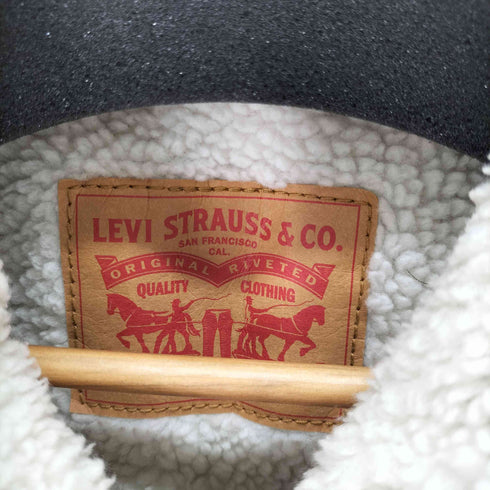 LEVI STRAUSS & CO.
SAN FRANCISCO
CAL.
ORIGINAL RIVETED
QUALITY CLOTHING